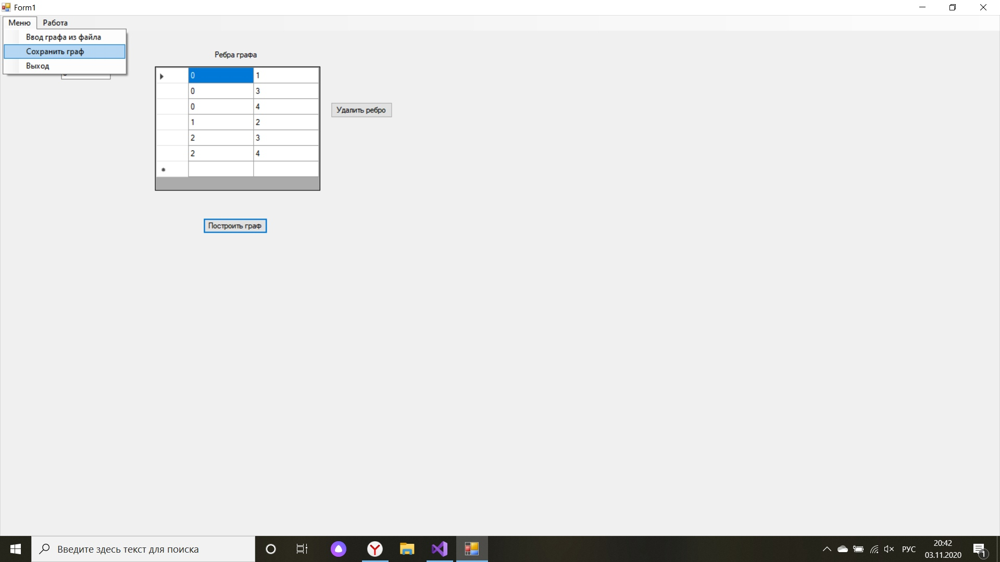 Form1
Меню Работа
Ввод графа из файла
Сохранить граф
Выход
Ребра графа
0 1
0 3
0 4
1 2
2 3
2 4
Удалить ребро
Построить граф
Введите здесь текст для поиска
РУС
20:42
03.11.2020
1